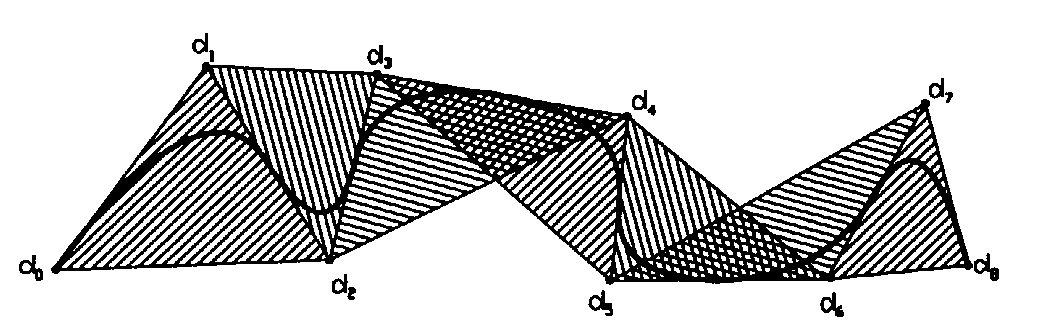 d₁
d₃
d₄
d₇
d₀
d₂
d₅
d₆
d₈